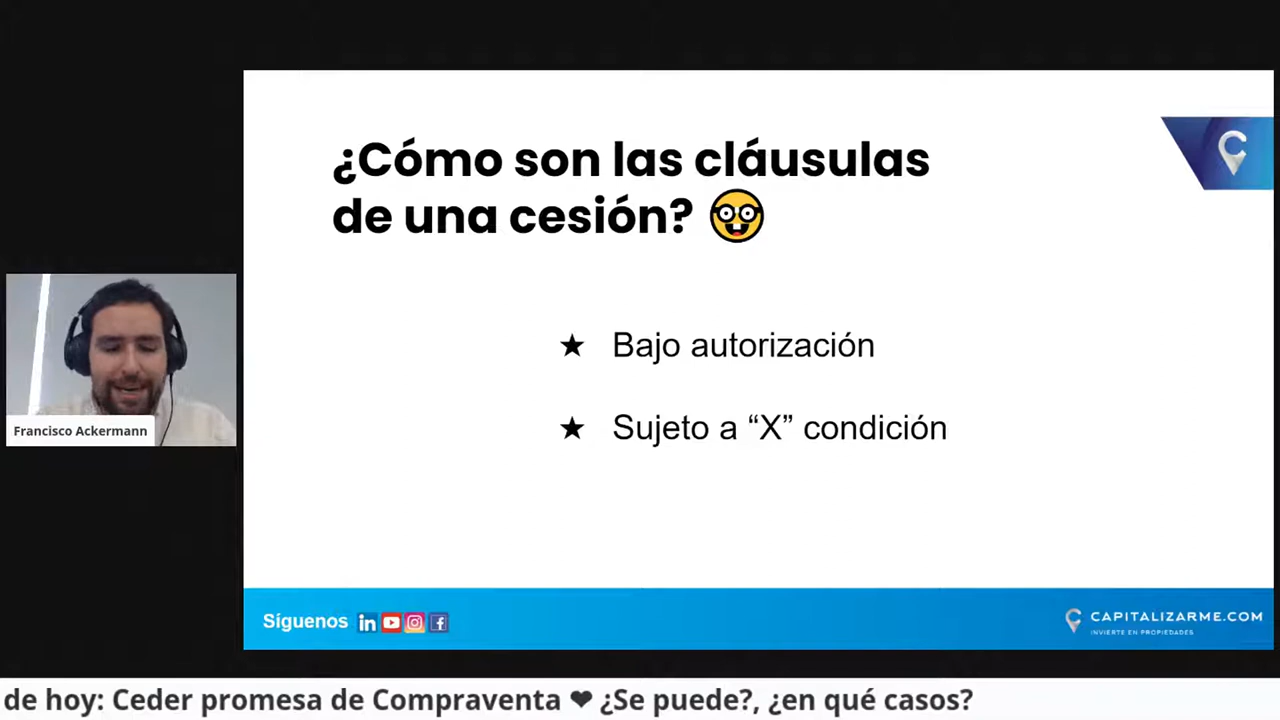 ¿Cómo son las cláusulas
de una cesión?
★ Bajo autorización
★ Sujeto a “X” condición
Francisco Ackermann
Síguenos
CAPITALIZARME.COM
INVIERTE EN PROPIEDADES
de hoy: Ceder promesa de Compraventa ❤ ¿Se puede?, ¿en qué casos?